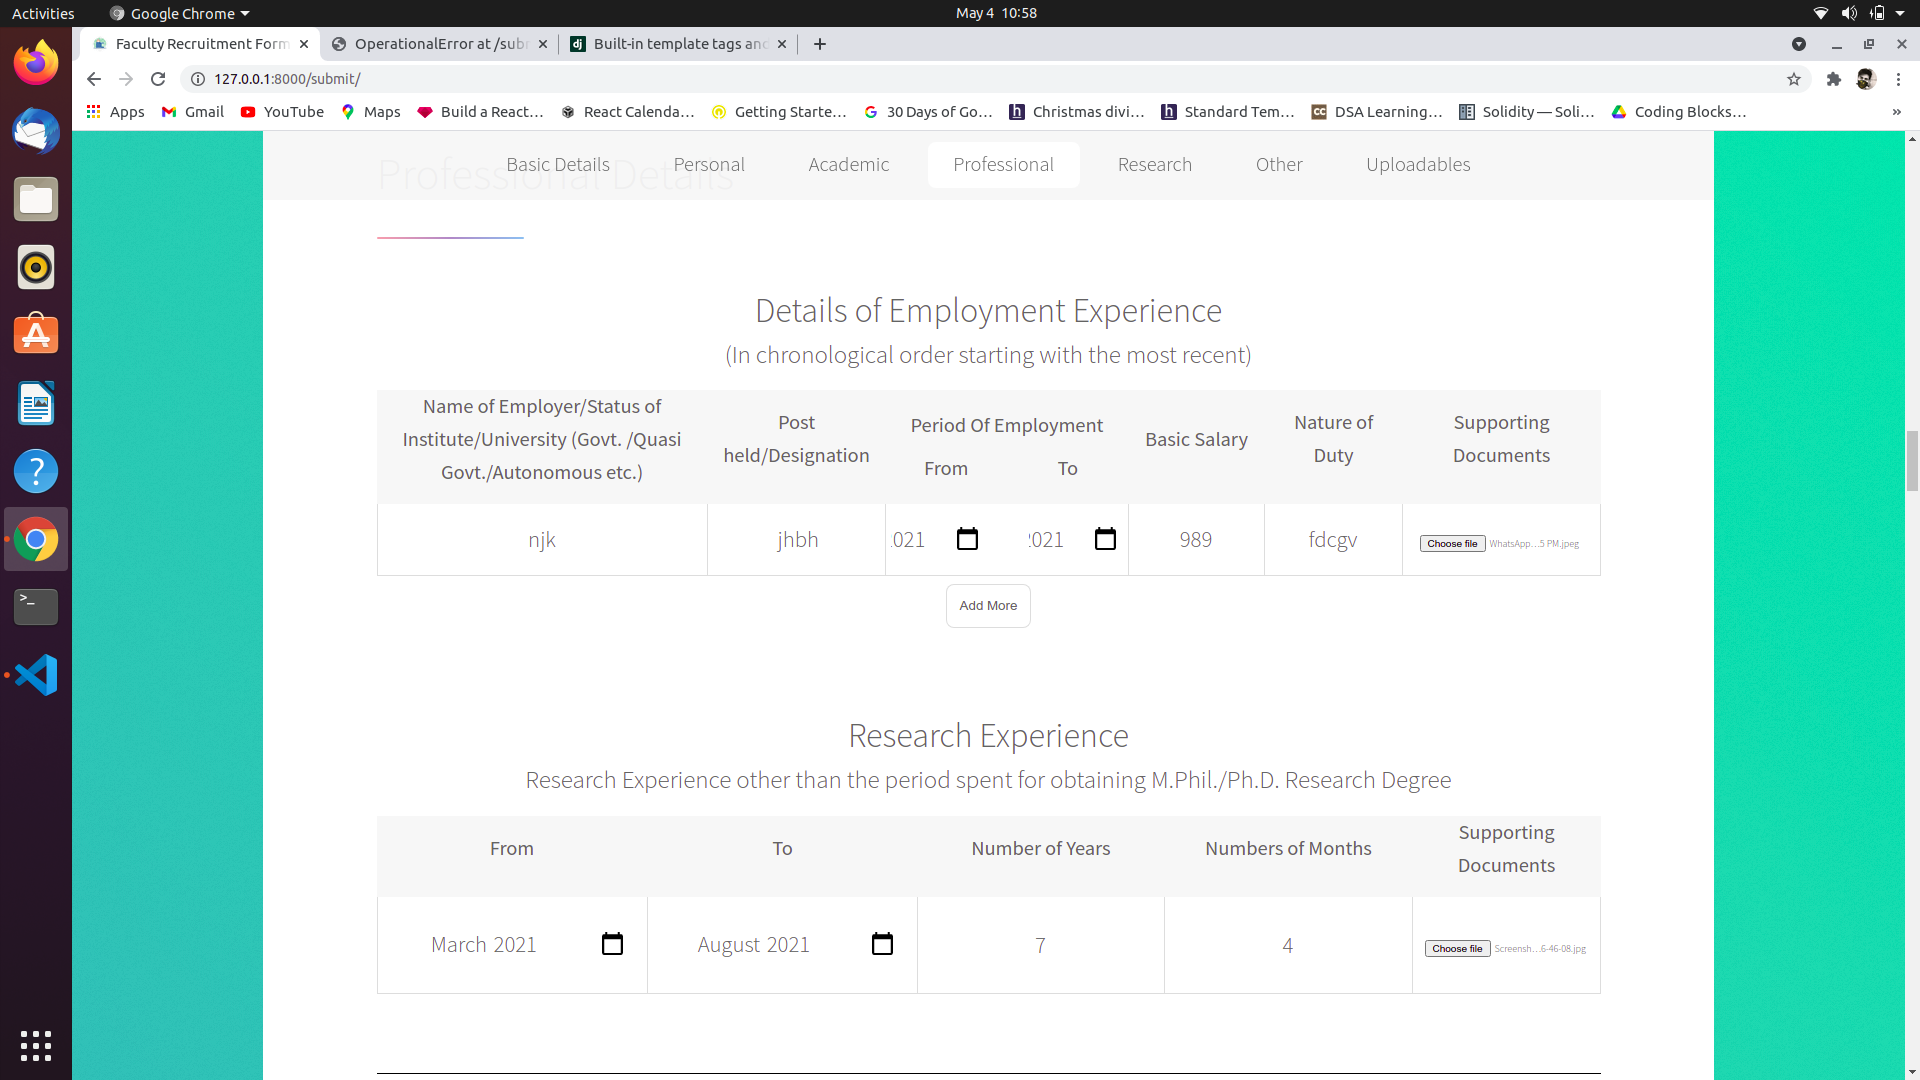 Activities
Google Chrome
May 4 10:58
Faculty Recruitment Form
OperationalError at /subm
Built-in template tags and
127.0.0.1:8000/submit/
Apps
Gmail
YouTube
Maps
Build a React…
React Calenda…
Getting Starte…
30 Days of Go…
Christmas divi…
Standard Tem…
DSA Learning…
Solidity — Soli…
Coding Blocks…
»
Professional Details
Basic Details
Personal
Academic
Professional
Research
Other
Uploadables
Details of Employment Experience
(In chronological order starting with the most recent)
Name of Employer/Status of
Institute/University (Govt. /Quasi
Govt./Autonomous etc.)
Post
held/Designation
Period Of Employment
From
To
Basic Salary
Nature of
Duty
Supporting
Documents
njk
jhbh
2021
2021
989
fdcgv
Choose file WhatsApp…5 PM.jpeg
Add More
Research Experience
Research Experience other than the period spent for obtaining M.Phil./Ph.D. Research Degree
From
To
Number of Years
Numbers of Months
Supporting
Documents
March 2021
August 2021
7
4
Choose file Screensh…6-46-08.jpg